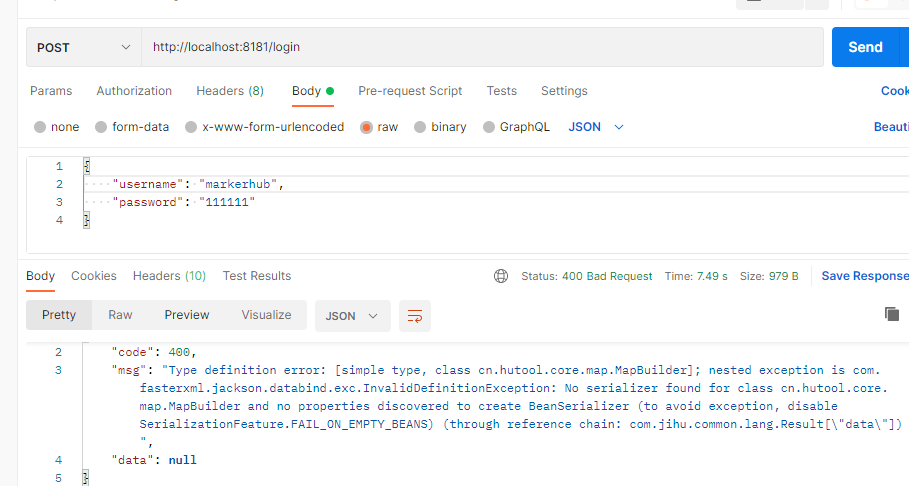 POST
http://localhost:8181/login
Send
Params
Authorization
Headers (8)
Body
Pre-request Script
Tests
Settings
Cook
none
form-data
x-www-form-urlencoded
raw
binary
GraphQL
JSON
Beauti
1 {
2 "username": "markerhub",
3 "password": "111111"
4 }
Body
Cookies
Headers (10)
Test Results
Status: 400 Bad Request
Time: 7.49 s
Size: 979 B
Save Response
Pretty
Raw
Preview
Visualize
JSON
2 "code": 400,
3 "msg": "Type definition error: [simple type, class cn.hutool.core.map.MapBuilder]; nested exception is com.
fasterxml.jackson.databind.exc.InvalidDefinitionException: No serializer found for class cn.hutool.core.
map.MapBuilder and no properties discovered to create BeanSerializer (to avoid exception, disable
SerializationFeature.FAIL_ON_EMPTY_BEANS) (through reference chain: com.jihu.common.lang.Result[\"data\"])
",
4 "data": null
5 }